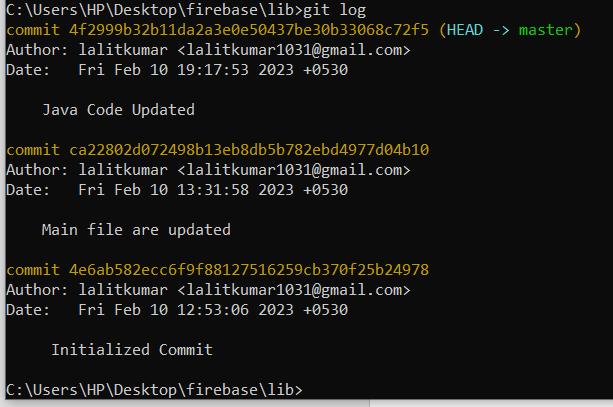 C:\Users\HP\Desktop\firebase\lib>git log
commit 4f2999b32b11da2a3e0e50437be30b33068c72f5 (HEAD -> master)
Author: lalitkumar <lalitkumar1031@gmail.com>
Date:   Fri Feb 10 19:17:53 2023 +0530
Java Code Updated
commit ca22802d072498b13eb8db5b782ebd4977d04b10
Author: lalitkumar <lalitkumar1031@gmail.com>
Date:   Fri Feb 10 13:31:58 2023 +0530
Main file are updated
commit 4e6ab582ecc6f9f88127516259cb370f25b24978
Author: lalitkumar <lalitkumar1031@gmail.com>
Date:   Fri Feb 10 12:53:06 2023 +0530
Initialized Commit
C:\Users\HP\Desktop\firebase\lib>